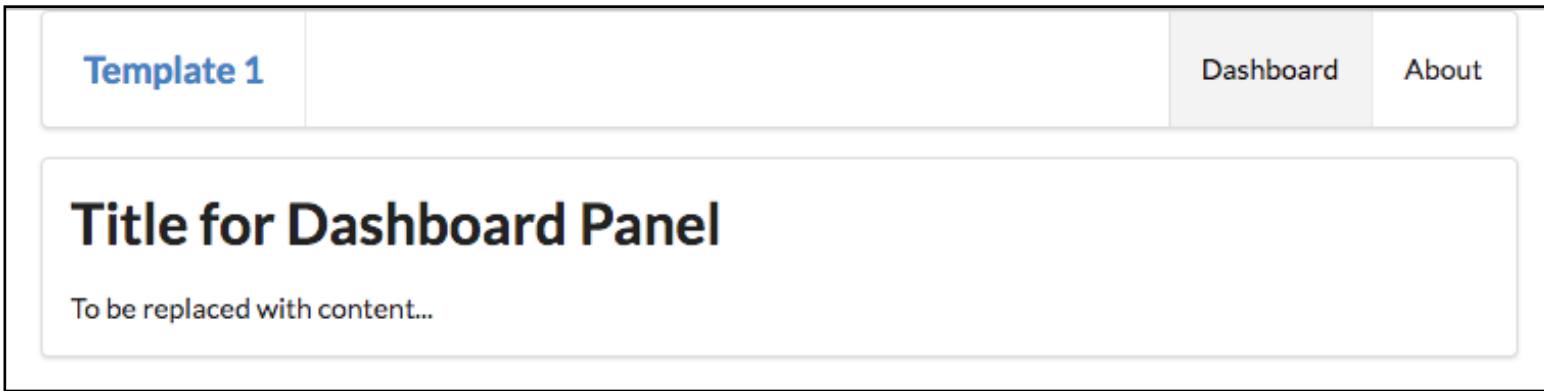 Template 1
Dashboard
About
Title for Dashboard Panel
To be replaced with content...